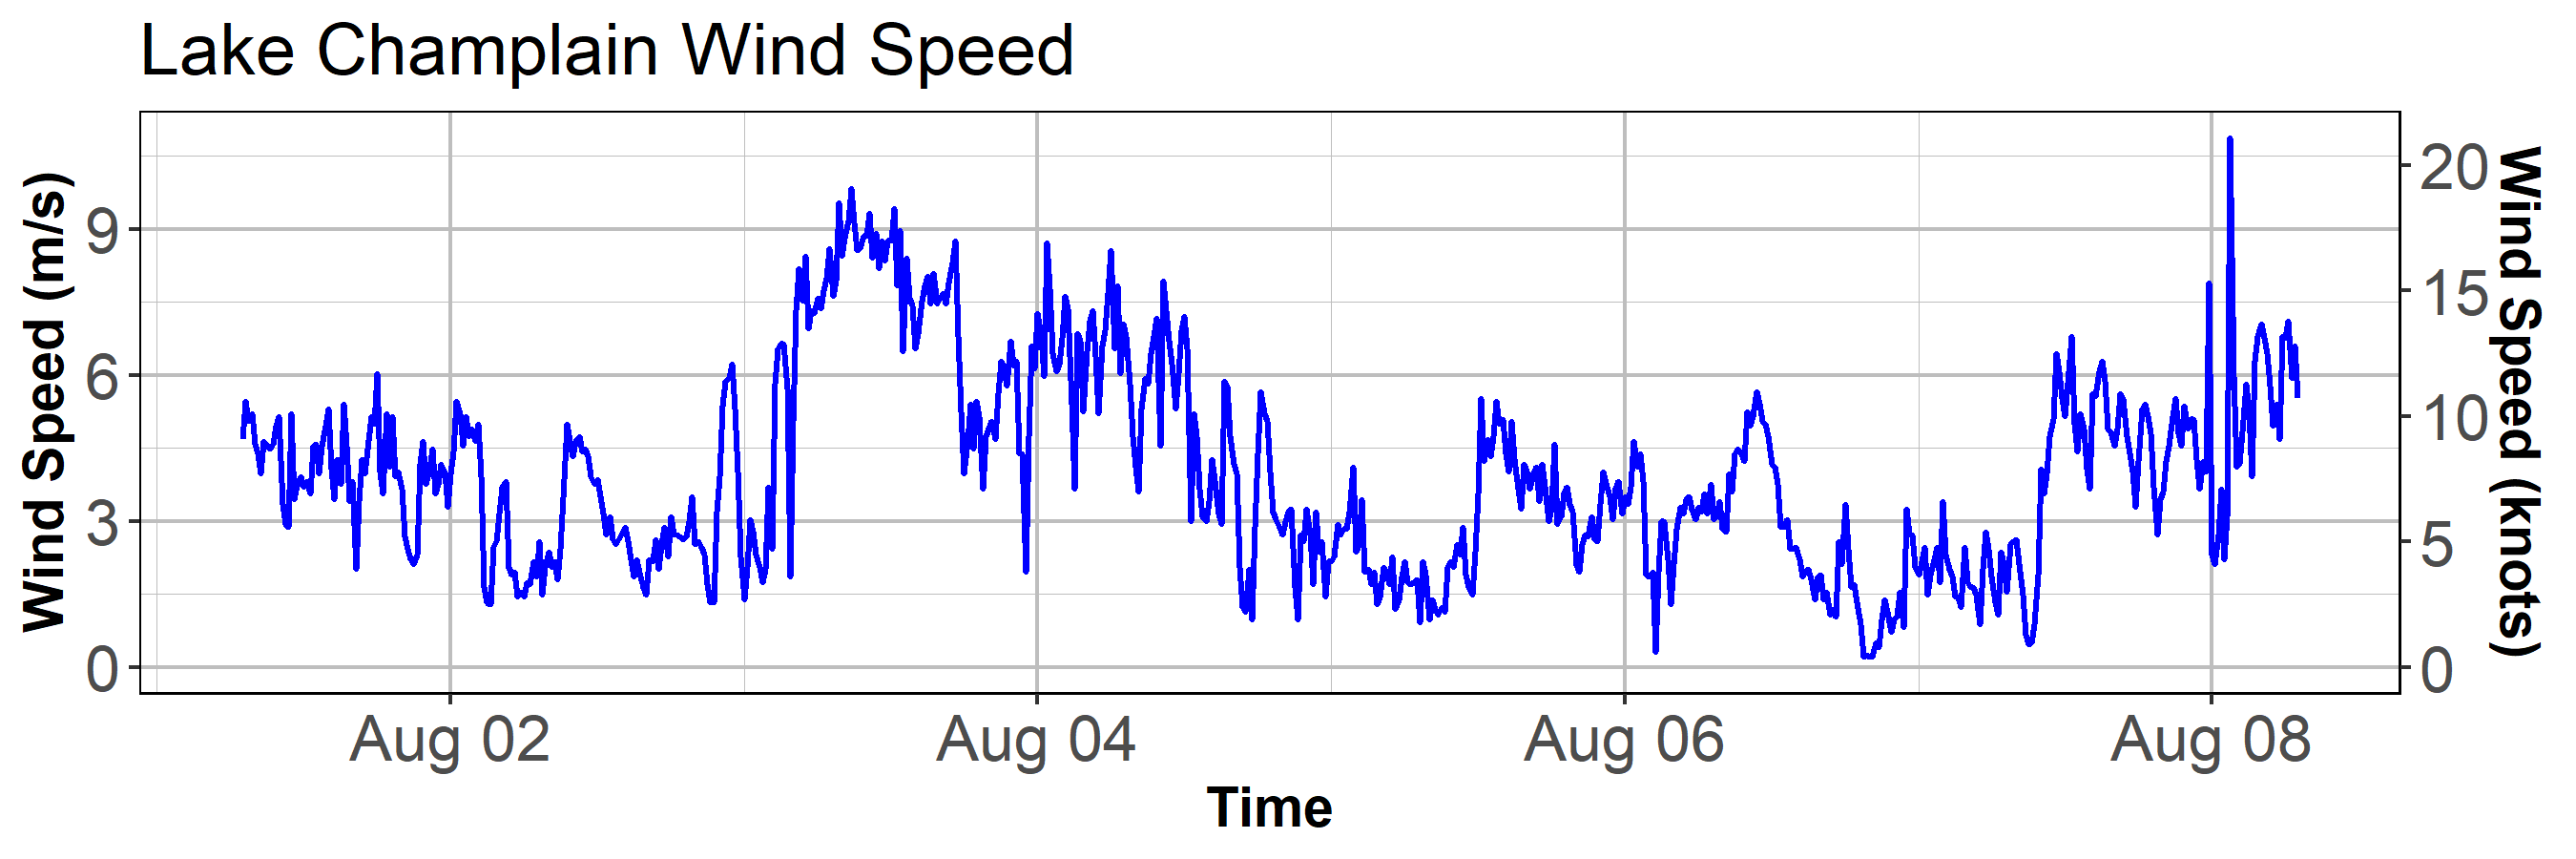 Lake Champlain Wind Speed
Wind Speed (m/s)
9
6
3
0
20
15
10
5
0
Wind Speed (knots)
Aug 02
Aug 04
Aug 06
Aug 08
Time